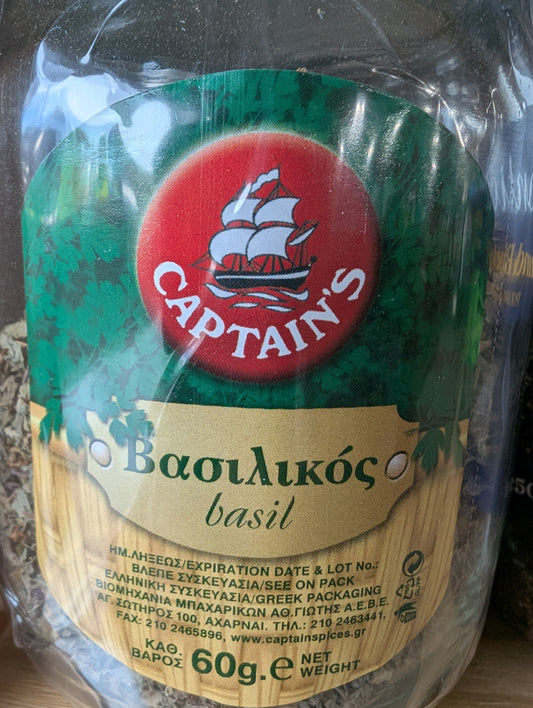 CAPTAIN'S
Βασιλικός
basil
ΗΜ.ΛΗΞΕΩΣ/EXPIRATION DATE & LOT No.:
ΒΛΕΠΕ ΣΥΣΚΕΥΑΣΙΑ/SEE ON PACK
ΕΛΛΗΝΙΚΗ ΣΥΣΚΕΥΑΣΙΑ/GREEK PACKAGING
ΒΙΟΜΗΧΑΝΙΑ ΜΠΑΧΑΡΙΚΩΝ ΑΘ.ΓΙΩΤΗΣ Α.Ε.Β.Ε.
ΑΓ. ΣΩΤΗΡΟΣ 100, ΑΧΑΡΝΑΙ. ΤΗΛ.: 210 2463441,
FAX: 210 2465896, www.captainspices.gr
ΚΑΘ. ΒΑΡΟΣ 60g.e NET WEIGHT